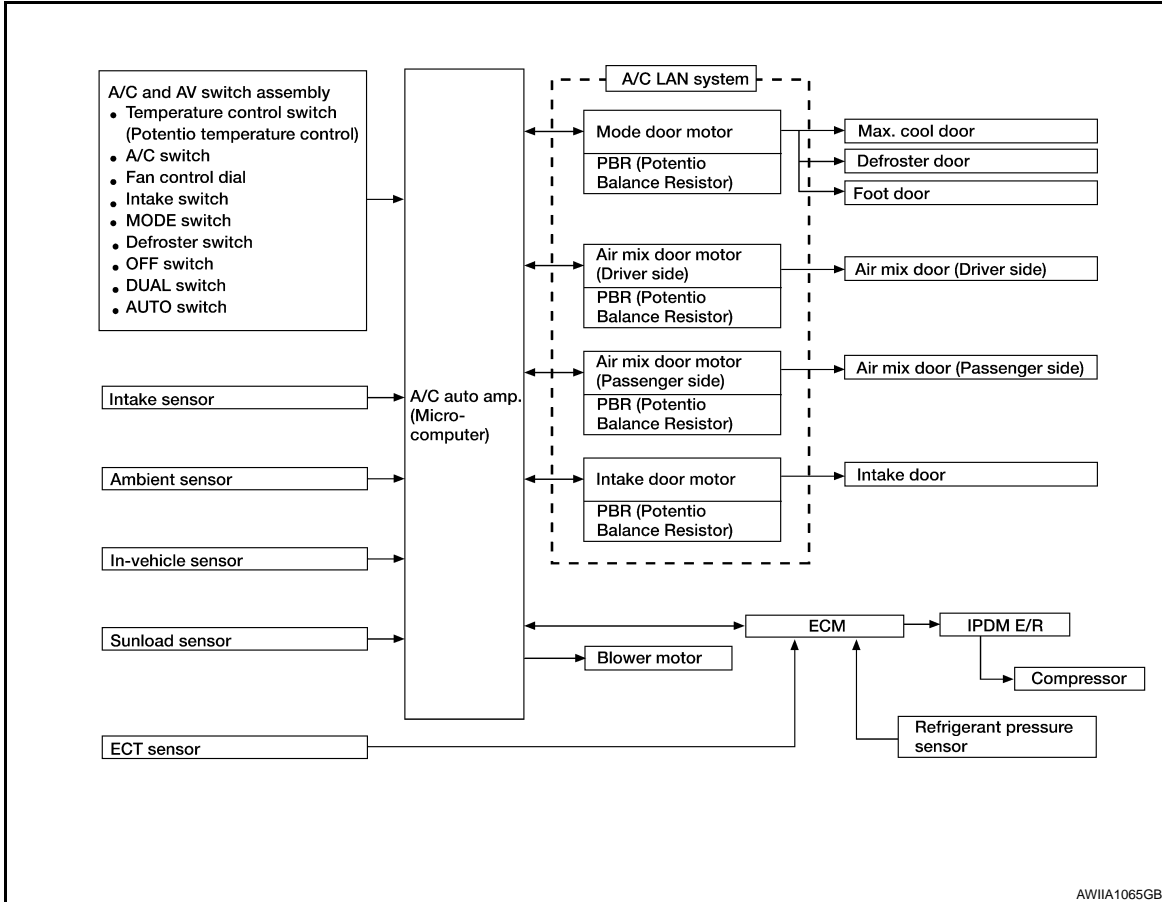 A/C and AV switch assembly
• Temperature control switch
(Potentio temperature control)
• A/C switch
• Fan control dial
• Intake switch
• MODE switch
• Defroster switch
• OFF switch
• DUAL switch
• AUTO switch
Intake sensor
Ambient sensor
In-vehicle sensor
Sunload sensor
ECT sensor
A/C auto amp.
(Micro-
computer)
A/C LAN system
Mode door motor
PBR (Potentio
Balance Resistor)
Air mix door motor
(Driver side)
PBR (Potentio
Balance Resistor)
Air mix door motor
(Passenger side)
PBR (Potentio
Balance Resistor)
Intake door motor
PBR (Potentio
Balance Resistor)
Max. cool door
Defroster door
Foot door
Air mix door (Driver side)
Air mix door (Passenger side)
Intake door
Blower motor
ECM
IPDM E/R
Compressor
Refrigerant pressure
sensor
AWIIA1065GB